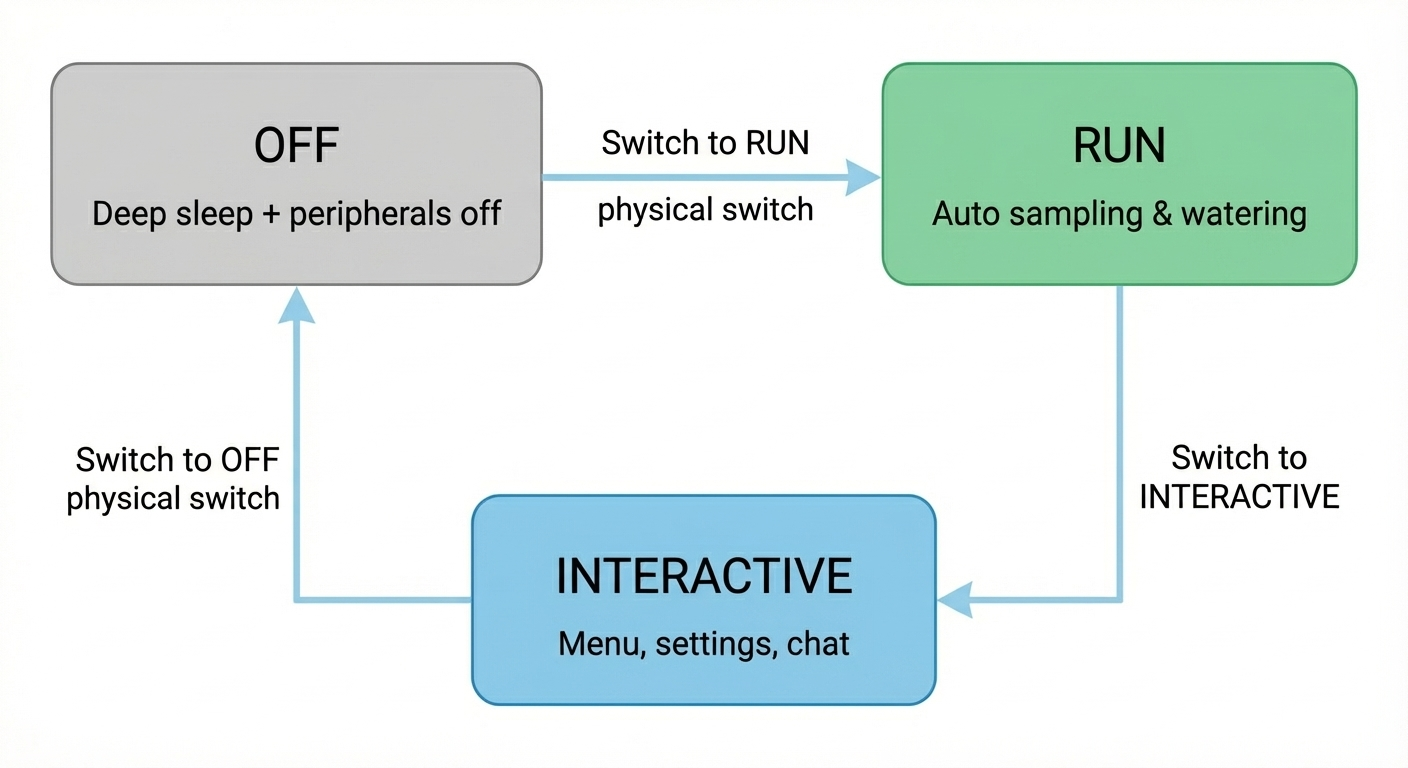 OFF
Deep sleep + peripherals off
Switch to RUN
physical switch
RUN
Auto sampling & watering
Switch to OFF
physical switch
Switch to
INTERACTIVE
INTERACTIVE
Menu, settings, chat